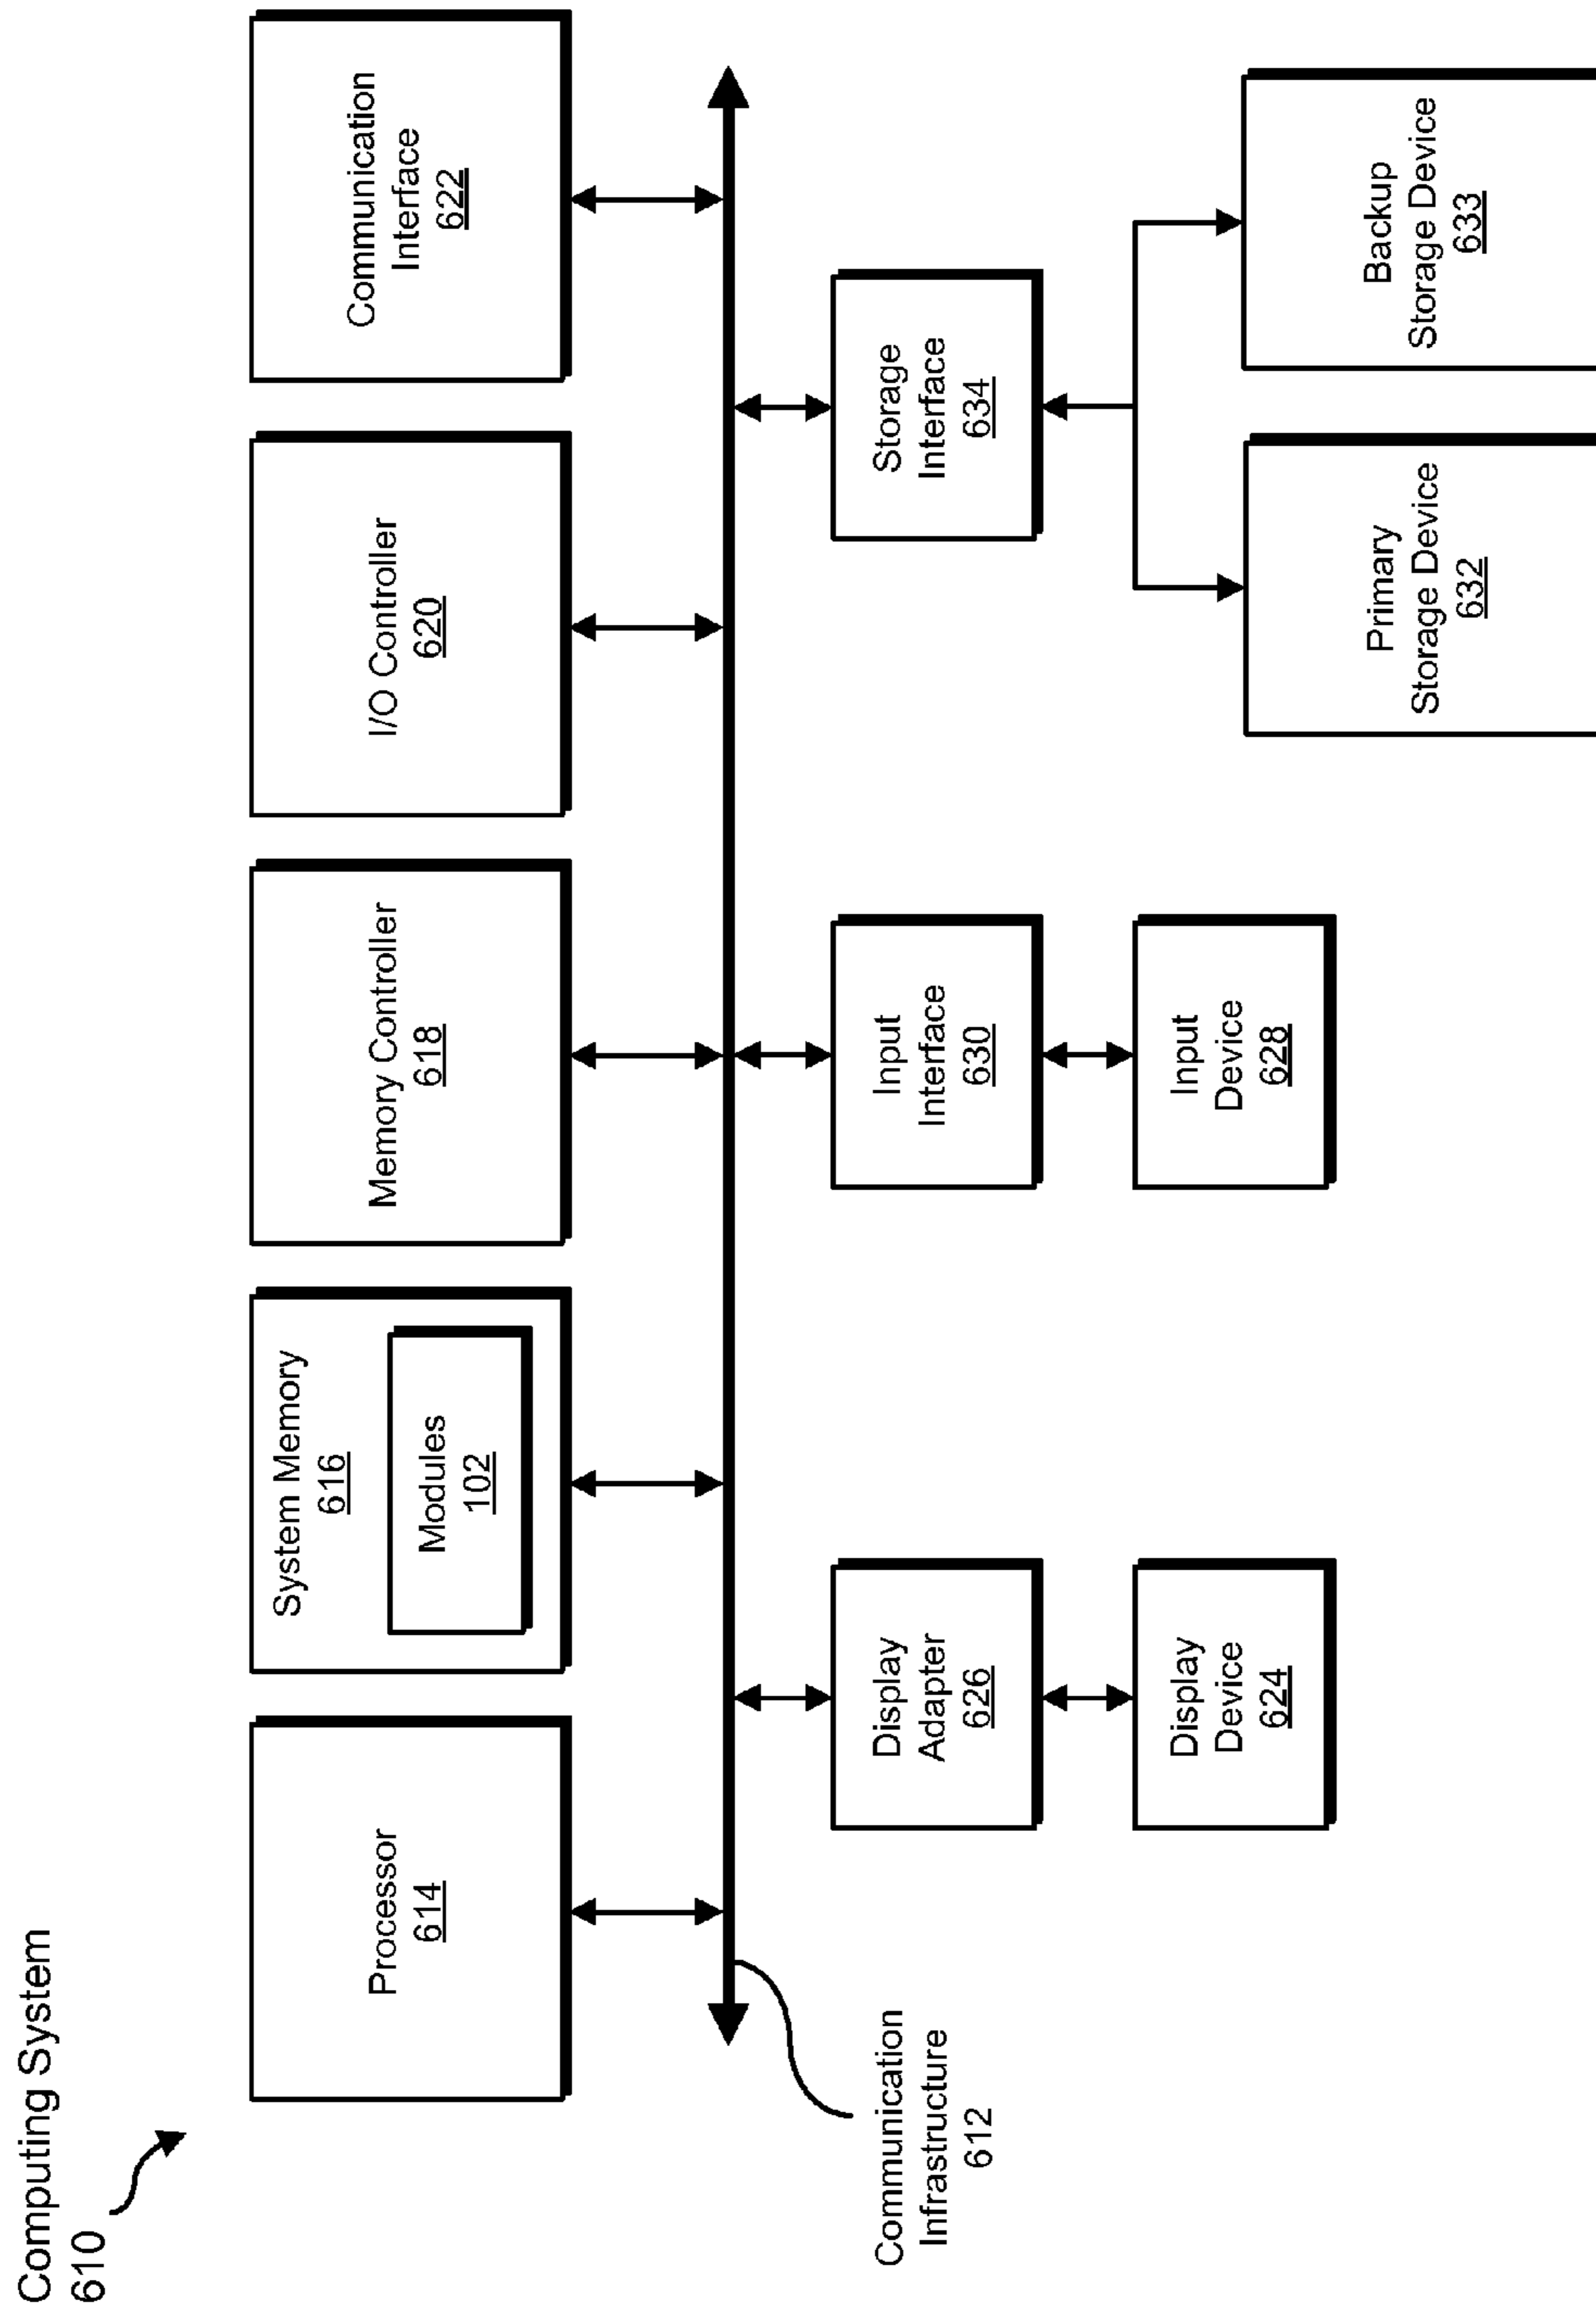 Computing System
610
Processor
614
System Memory
616
Modules
102
Memory Controller
618
I/O Controller
620
Communication
Interface
622
Communication
Infrastructure
612
Display
Adapter
626
Input
Interface
630
Storage
Interface
634
Display
Device
624
Input
Device
628
Primary
Storage Device
632
Backup
Storage Device
633